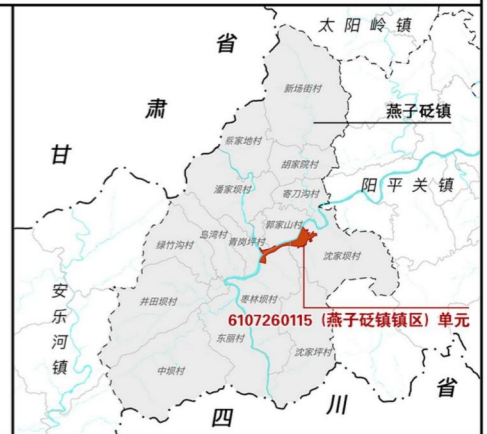 太阳岭镇
省
新场街村
肃
燕子砭镇
蔡家地村
甘
胡家院村
潘家坝村
寄刀沟村
阳平关镇
郭家山村
岛湾村
青岗坪村
绿竹沟村
沈家坝村
安乐河镇
井田坝村
枣林坝村
6107260115（燕子砭镇镇区）单元
东丽村
沈家坪村
中坝村
省
川
四